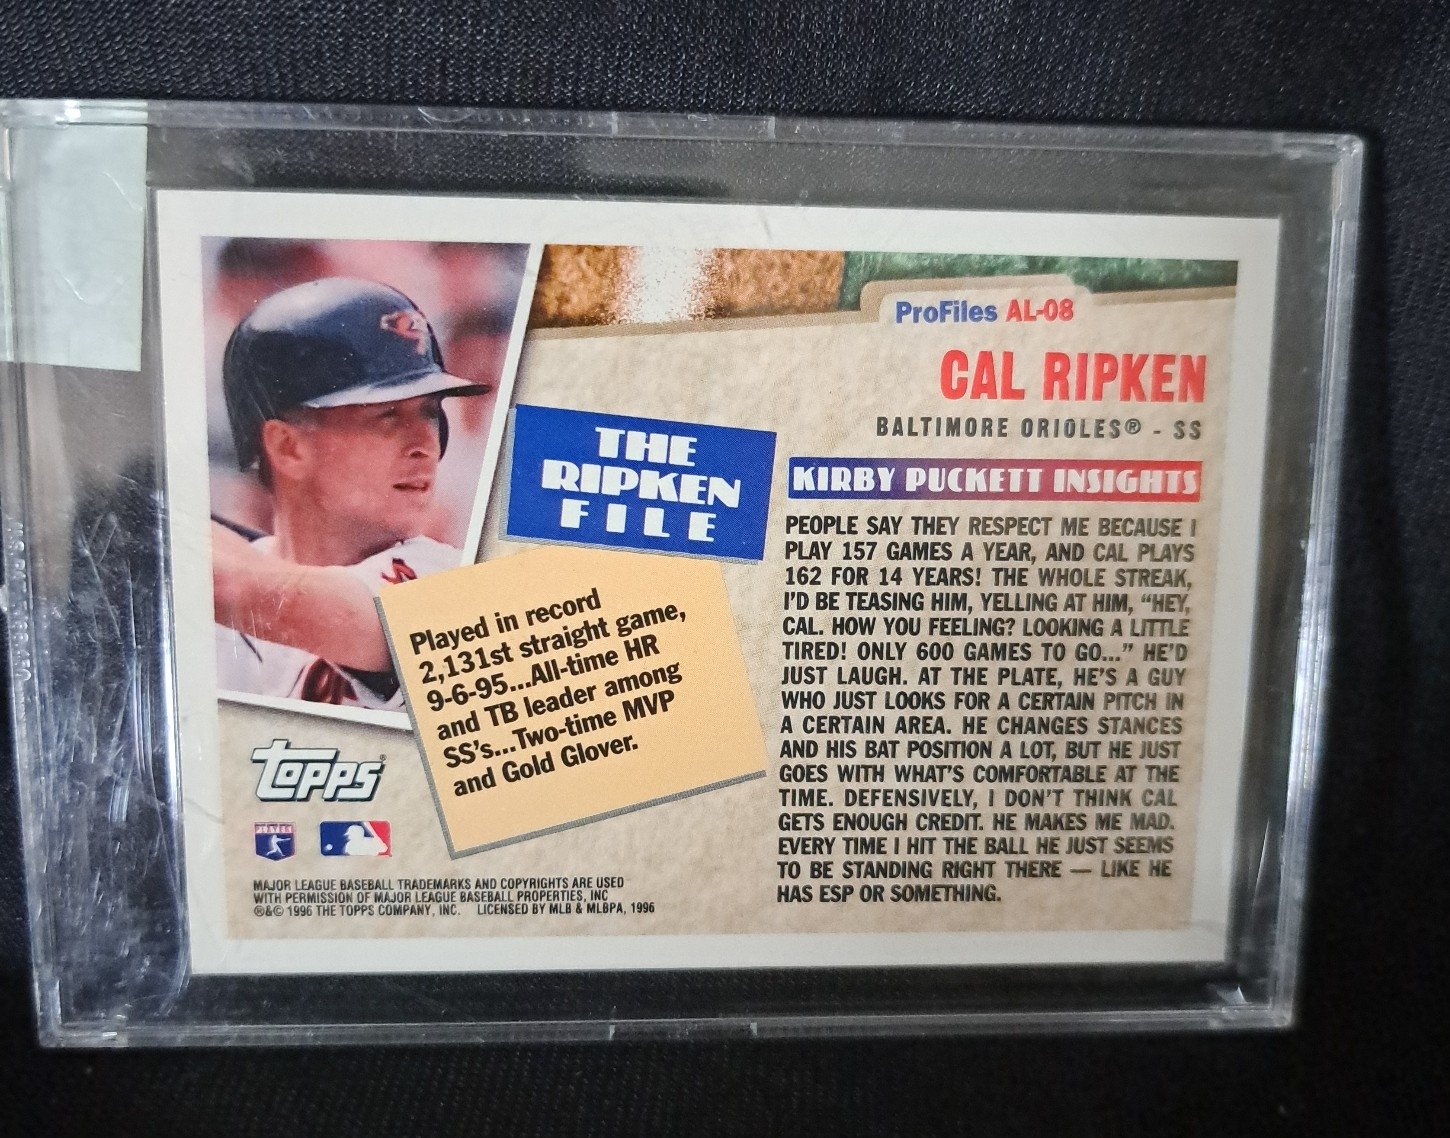 ProFiles AL-08
CAL RIPKEN
BALTIMORE ORIOLES® - SS
THE
RIPKEN
FILE
Played in record
2,131st straight game,
9-6-95...All-time HR
and TB leader among
SS's...Two-time MVP
and Gold Glover.
KIRBY PUCKETT INSIGHTS
PEOPLE SAY THEY RESPECT ME BECAUSE I
PLAY 157 GAMES A YEAR, AND CAL PLAYS
162 FOR 14 YEARS! THE WHOLE STREAK,
I'D BE TEASING HIM, YELLING AT HIM, "HEY,
CAL. HOW YOU FEELING? LOOKING A LITTLE
TIRED! ONLY 600 GAMES TO GO..." HE'D
JUST LAUGH. AT THE PLATE, HE'S A GUY
WHO JUST LOOKS FOR A CERTAIN PITCH IN
A CERTAIN AREA. HE CHANGES STANCES
AND HIS BAT POSITION A LOT, BUT HE JUST
GOES WITH WHAT'S COMFORTABLE AT THE
TIME. DEFENSIVELY, I DON'T THINK CAL
GETS ENOUGH CREDIT. HE MAKES ME MAD.
EVERY TIME I HIT THE BALL HE JUST SEEMS
TO BE STANDING RIGHT THERE — LIKE HE
HAS ESP OR SOMETHING.
Topps
PLAYERS
MAJOR LEAGUE BASEBALL TRADEMARKS AND COPYRIGHTS ARE USED
WITH PERMISSION OF MAJOR LEAGUE BASEBALL PROPERTIES, INC
®&© 1996 THE TOPPS COMPANY, INC. LICENSED BY MLB & MLBPA, 1996